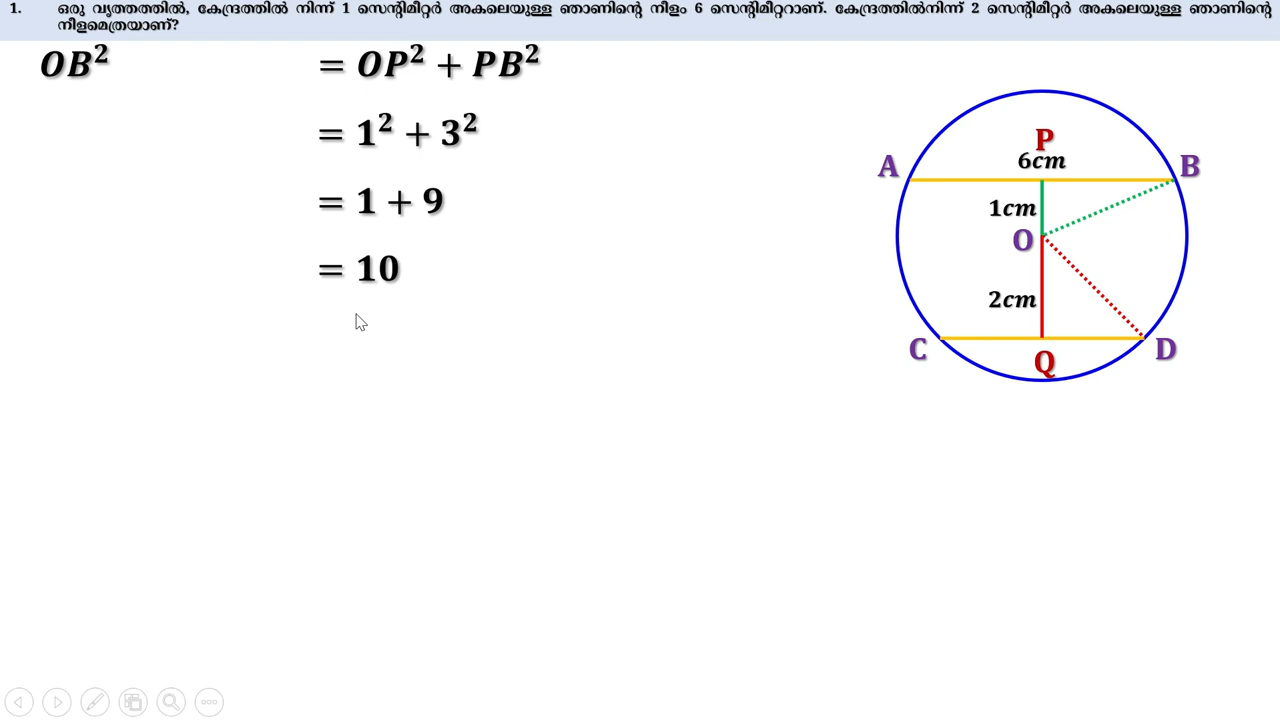 1. ഒരു വൃത്തത്തിൽ, കേന്ദ്രത്തിൽ നിന്ന് 1 സെന്റിമീറ്റർ അകലെയുള്ള ഞാണിന്റെ നീളം 6 സെന്റിമീറ്ററാണ്. കേന്ദ്രത്തിൽനിന്ന് 2 സെന്റിമീറ്റർ അകലെയുള്ള ഞാണിന്റെ
നീളമെത്രയാണ്?
OB² = OP² + PB²
= 1² + 3²
= 1 + 9
= 10
P
6cm
A B
1cm
O
2cm
C D
Q